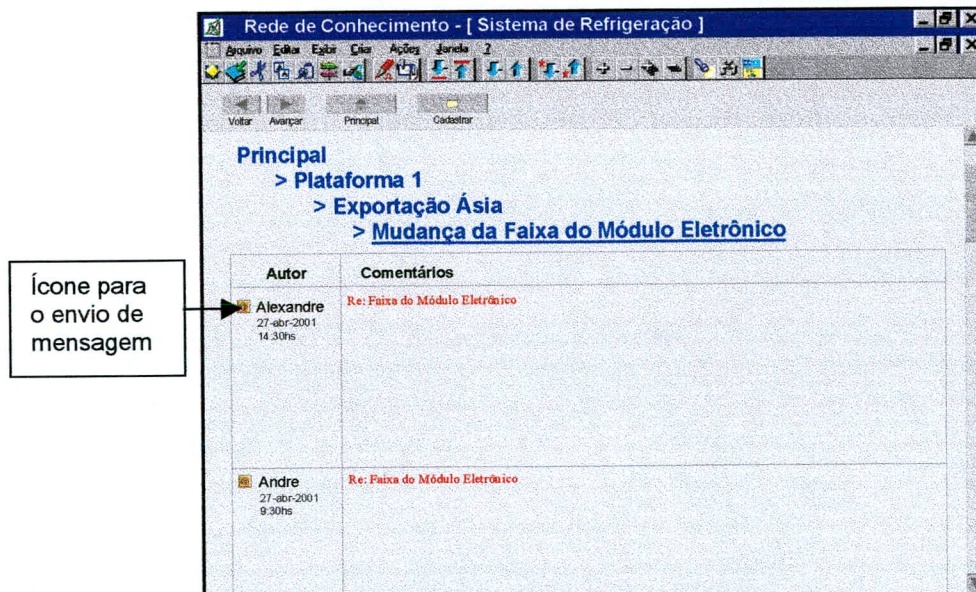 Rede de Conhecimento - [ Sistema de Refrigeração ]
Arquivo Editar Exibir Criar Ações Janela ?
Voltar Avançar Principal Cadastrar
Principal
> Plataforma 1
> Exportação Ásia
> Mudança da Faixa do Módulo Eletrônico
Autor Comentários
Ícone para
o envio de
mensagem
Alexandre
27-abr-2001
14:30hs
Re: Faixa do Módulo Eletrônico
Andre
27-abr-2001
9:30hs
Re: Faixa do Módulo Eletrônico